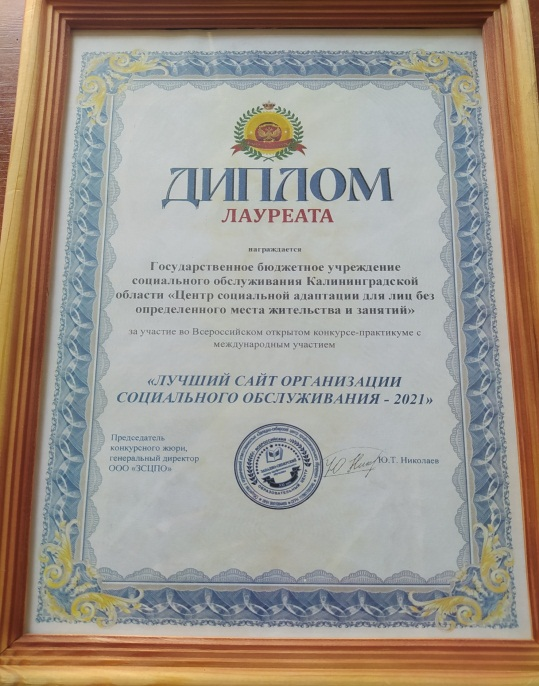 ДИПЛОМ
ЛАУРЕАТА
награждается
Государственное бюджетное учреждение
социального обслуживания Калининградской
области «Центр социальной адаптации для лиц без
определенного места жительства и занятий»
за участие во Всероссийском открытом конкурсе-практикуме с
международным участием
«ЛУЧШИЙ САЙТ ОРГАНИЗАЦИИ
СОЦИАЛЬНОГО ОБСЛУЖИВАНИЯ - 2021»
Председатель
конкурсного жюри,
генеральный директор
ООО «ЗСЦПО»
Ю.Т. Николаев